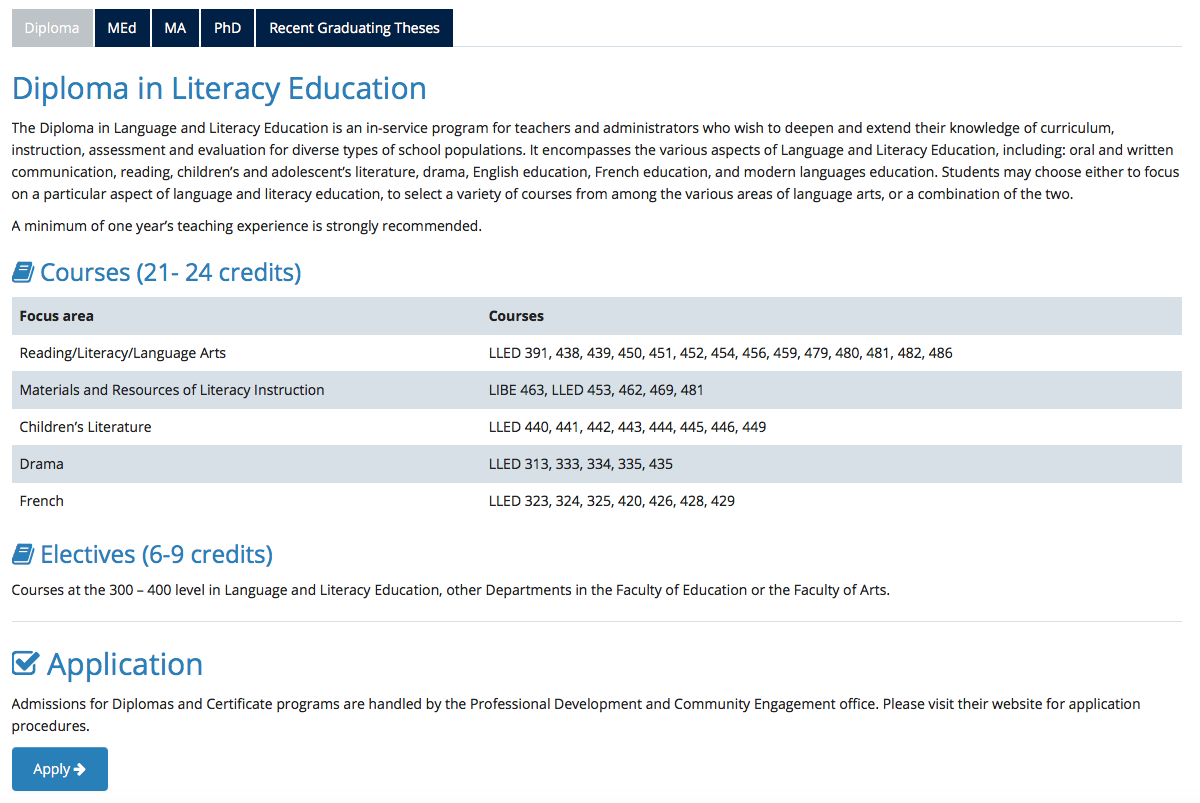 Diploma
MEd
MA
PhD
Recent Graduating Theses
Diploma in Literacy Education
The Diploma in Language and Literacy Education is an in-service program for teachers and administrators who wish to deepen and extend their knowledge of curriculum,
instruction, assessment and evaluation for diverse types of school populations. It encompasses the various aspects of Language and Literacy Education, including: oral and written
communication, reading, children’s and adolescent’s literature, drama, English education, French education, and modern languages education. Students may choose either to focus
on a particular aspect of language and literacy education, to select a variety of courses from among the various areas of language arts, or a combination of the two.
A minimum of one year’s teaching experience is strongly recommended.
Courses (21- 24 credits)
Focus area Courses
Reading/Literacy/Language Arts LLED 391, 438, 439, 450, 451, 452, 454, 456, 459, 479, 480, 481, 482, 486
Materials and Resources of Literacy Instruction LIBE 463, LLED 453, 462, 469, 481
Children’s Literature LLED 440, 441, 442, 443, 444, 445, 446, 449
Drama LLED 313, 333, 334, 335, 435
French LLED 323, 324, 325, 420, 426, 428, 429
Electives (6-9 credits)
Courses at the 300 – 400 level in Language and Literacy Education, other Departments in the Faculty of Education or the Faculty of Arts.
Application
Admissions for Diplomas and Certificate programs are handled by the Professional Development and Community Engagement office. Please visit their website for application
procedures.
Apply